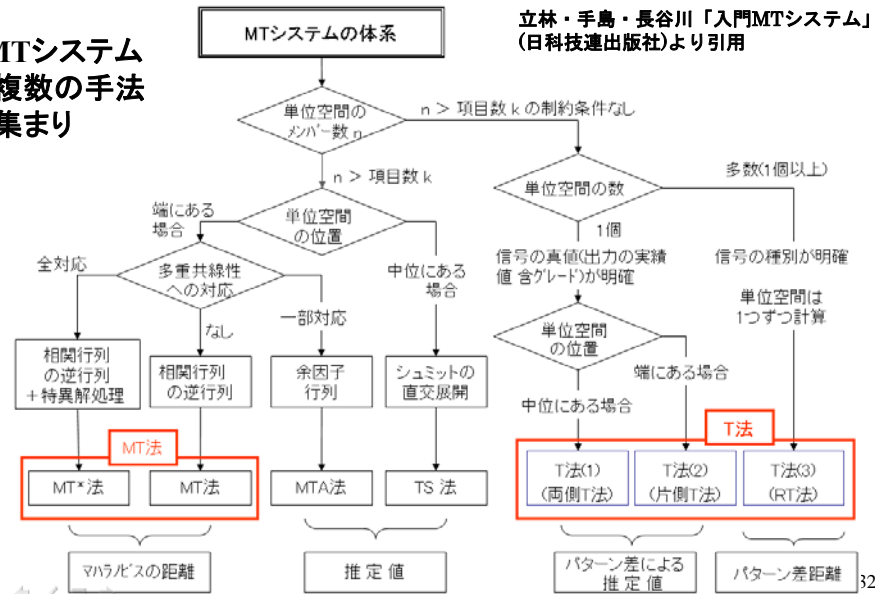 MTシステムの体系
立林・手島・長谷川「入門MTシステム」
(日科技連出版社)より引用
MTシステム
複数の手法
集まり
単位空間の
メンバー数 n
n > 項目数 k の制約条件なし
n > 項目数 k
単位空間の数
多数(1個以上)
端にある
場合
単位空間
の位置
1個
信号の真値(出力の実績
値 含グレード)が明確
信号の種別が明確
全対応
多重共線性
への対応
中位にある
場合
単位空間は
1つずつ計算
なし
一部対応
単位空間
の位置
相関行列
の逆行列
+特異解処理
相関行列
の逆行列
余因子
行列
シュミットの
直交展開
端にある場合
中位にある場合
MT法
T法
MT*法
MT法
MTA法
TS 法
T法(1)
(両側T法)
T法(2)
(片側T法)
T法(3)
(RT法)
マハラノビスの距離
推 定 値
パターン差による
推 定 値
パターン差距離
32